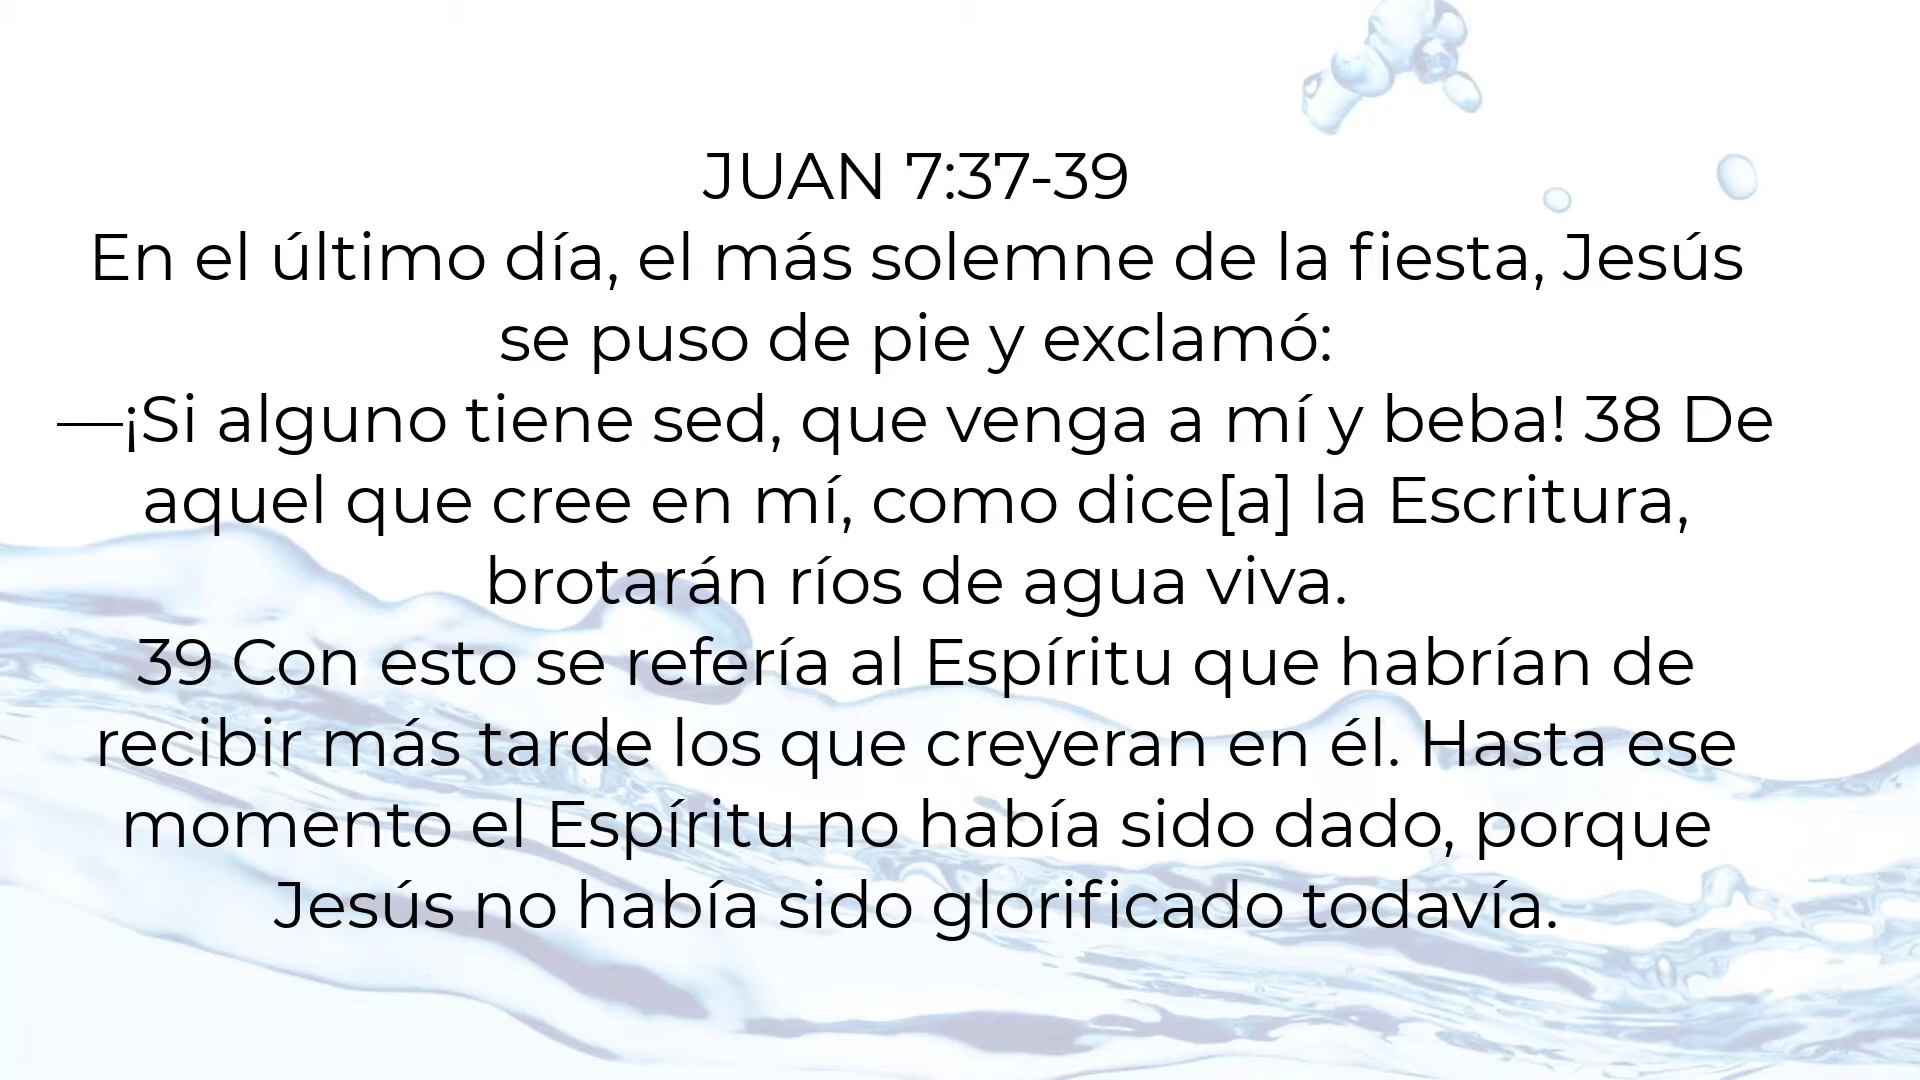 JUAN 7:37-39
En el último día, el más solemne de la fiesta, Jesús
se puso de pie y exclamó:
—¡Si alguno tiene sed, que venga a mí y beba! 38 De
aquel que cree en mí, como dice[a] la Escritura,
brotarán ríos de agua viva.
39 Con esto se refería al Espíritu que habrían de
recibir más tarde los que creyeran en él. Hasta ese
momento el Espíritu no había sido dado, porque
Jesús no había sido glorificado todavía.